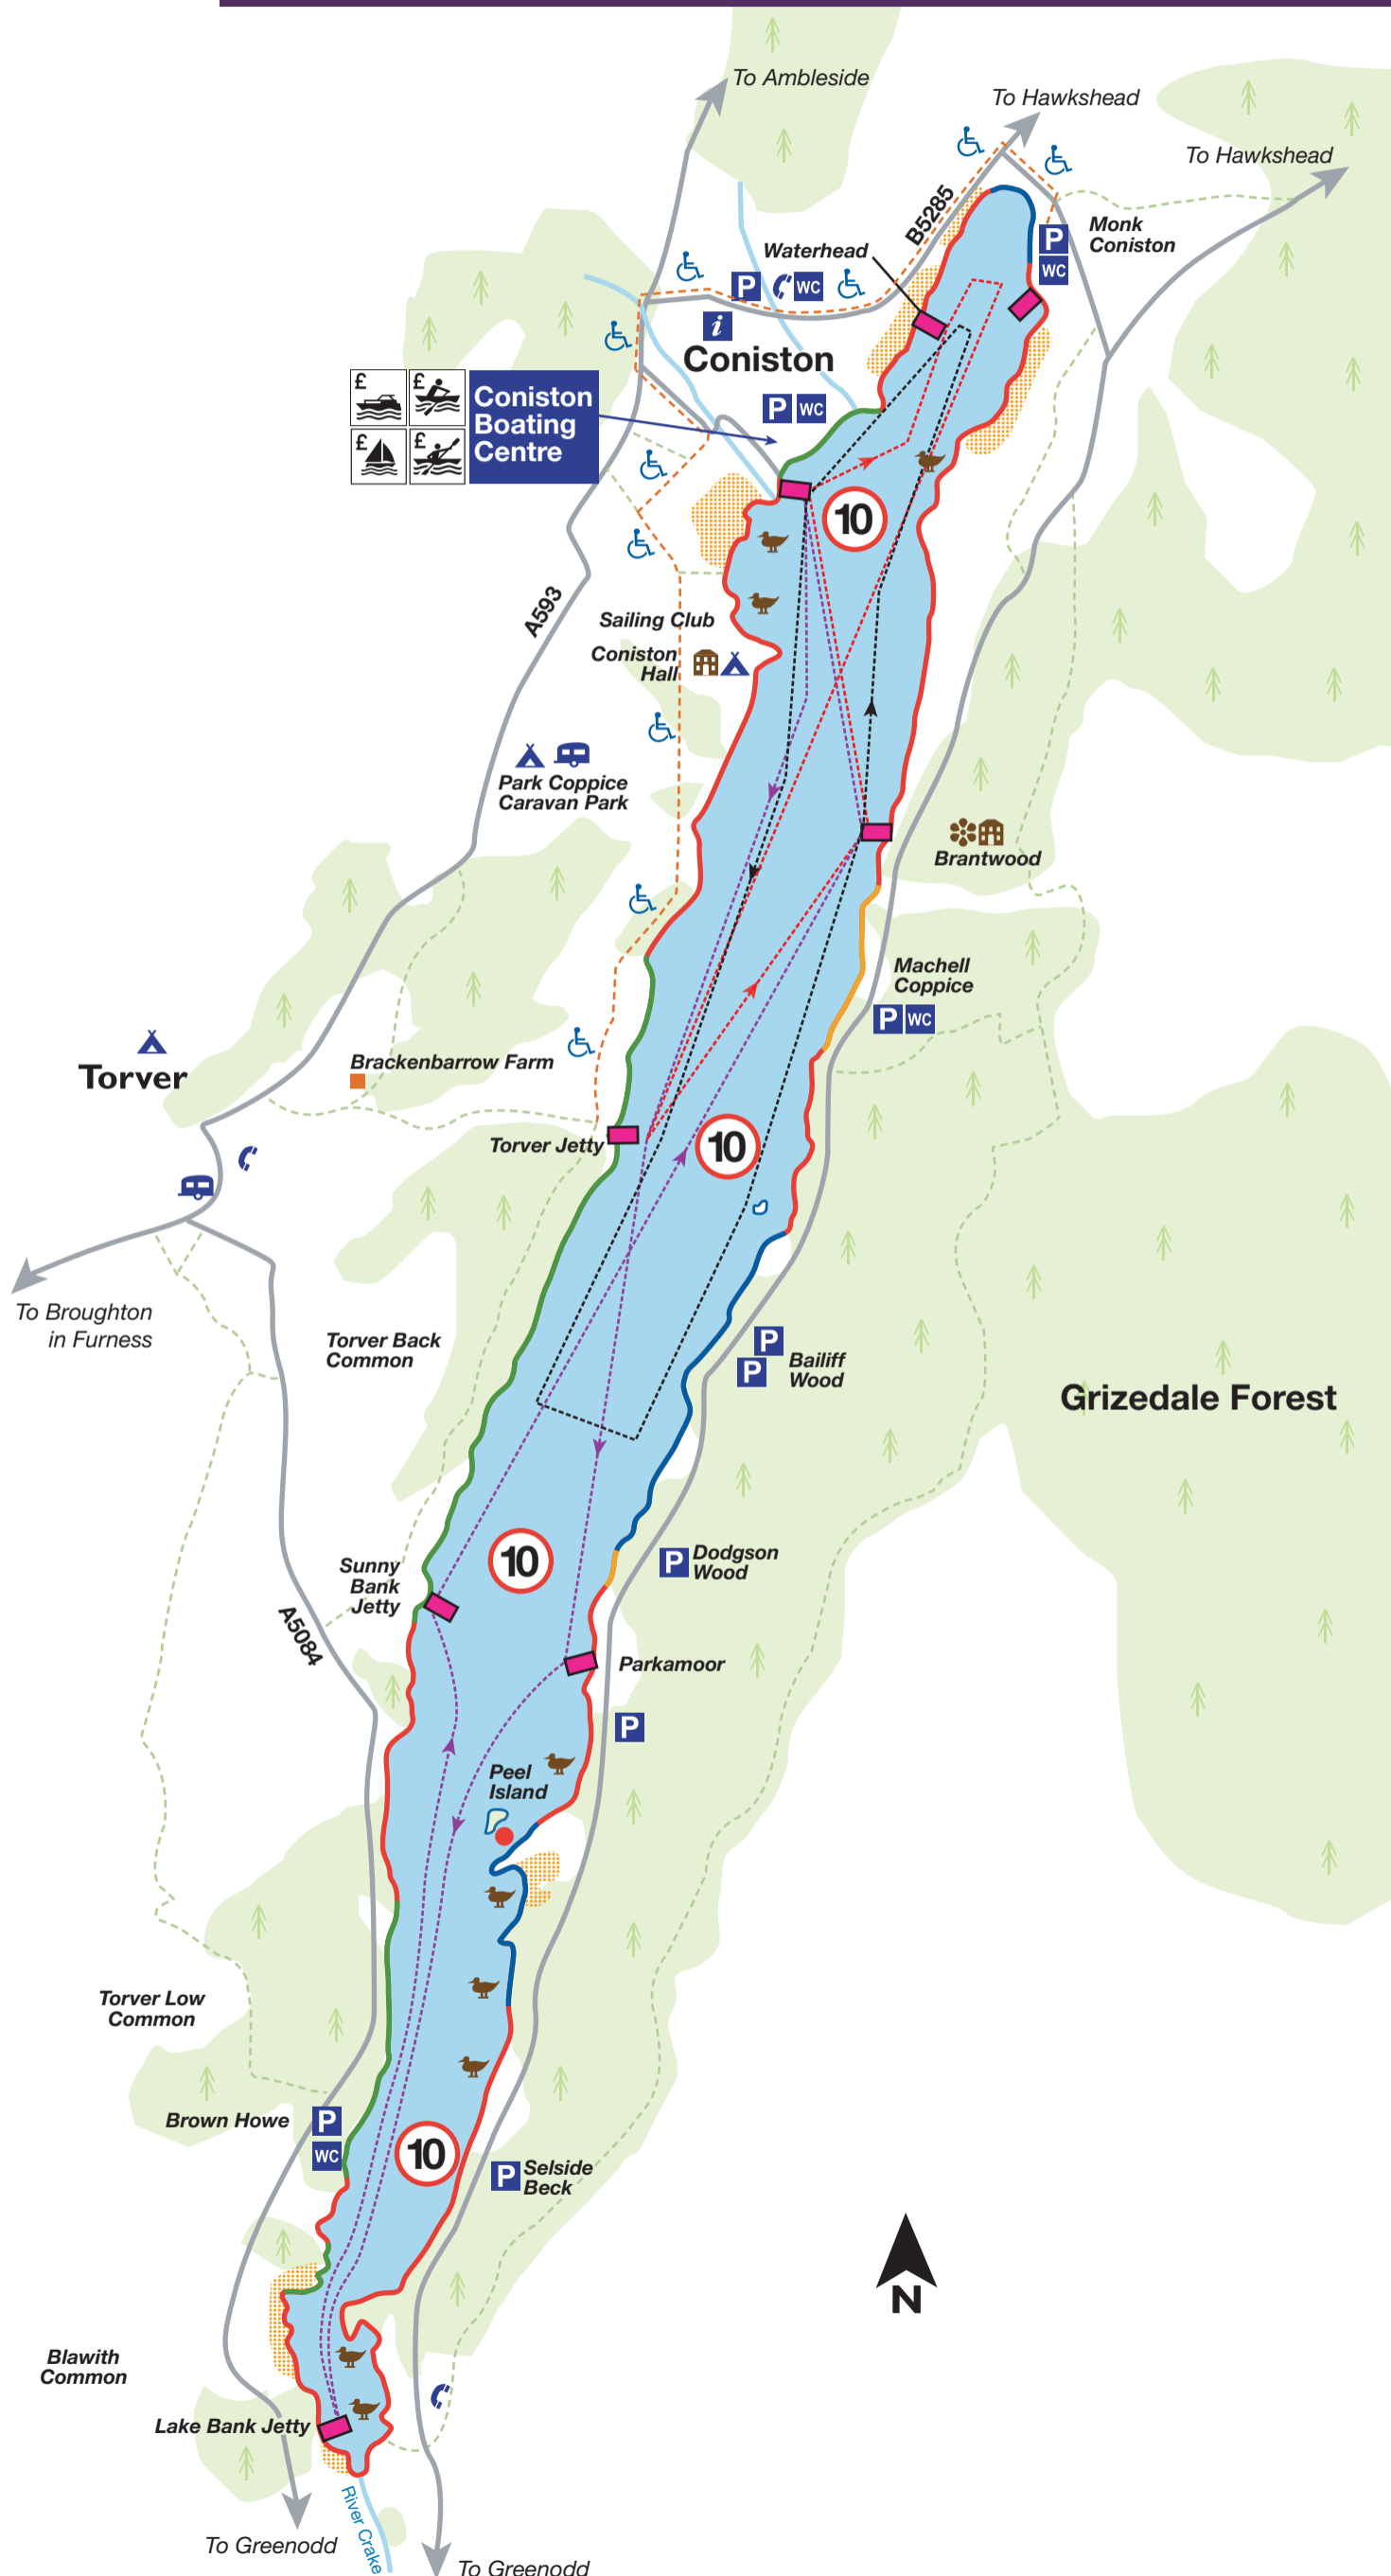 To Ambleside
To Hawkshead
To Hawkshead
B5285
Monk
Coniston
P
WC
Waterhead
P
WC
i
Coniston
P
WC
£
£
£
£
Coniston
Boating
Centre
10
A593
Sailing Club
Coniston
Hall
Park Coppice
Caravan Park
Brantwood
Machell
Coppice
P
WC
Torver
Brackenbarrow Farm
Torver Jetty
10
To Broughton
in Furness
Torver Back
Common
P
P
Bailiff
Wood
Grizedale Forest
10
P
Dodgson
Wood
Sunny
Bank
Jetty
A5084
Parkamoor
P
Peel
Island
Torver Low
Common
Brown Howe
P
WC
10
P
Selside
Beck
N
Blawith
Common
Lake Bank Jetty
River Crake
To Greenodd
To Greenodd